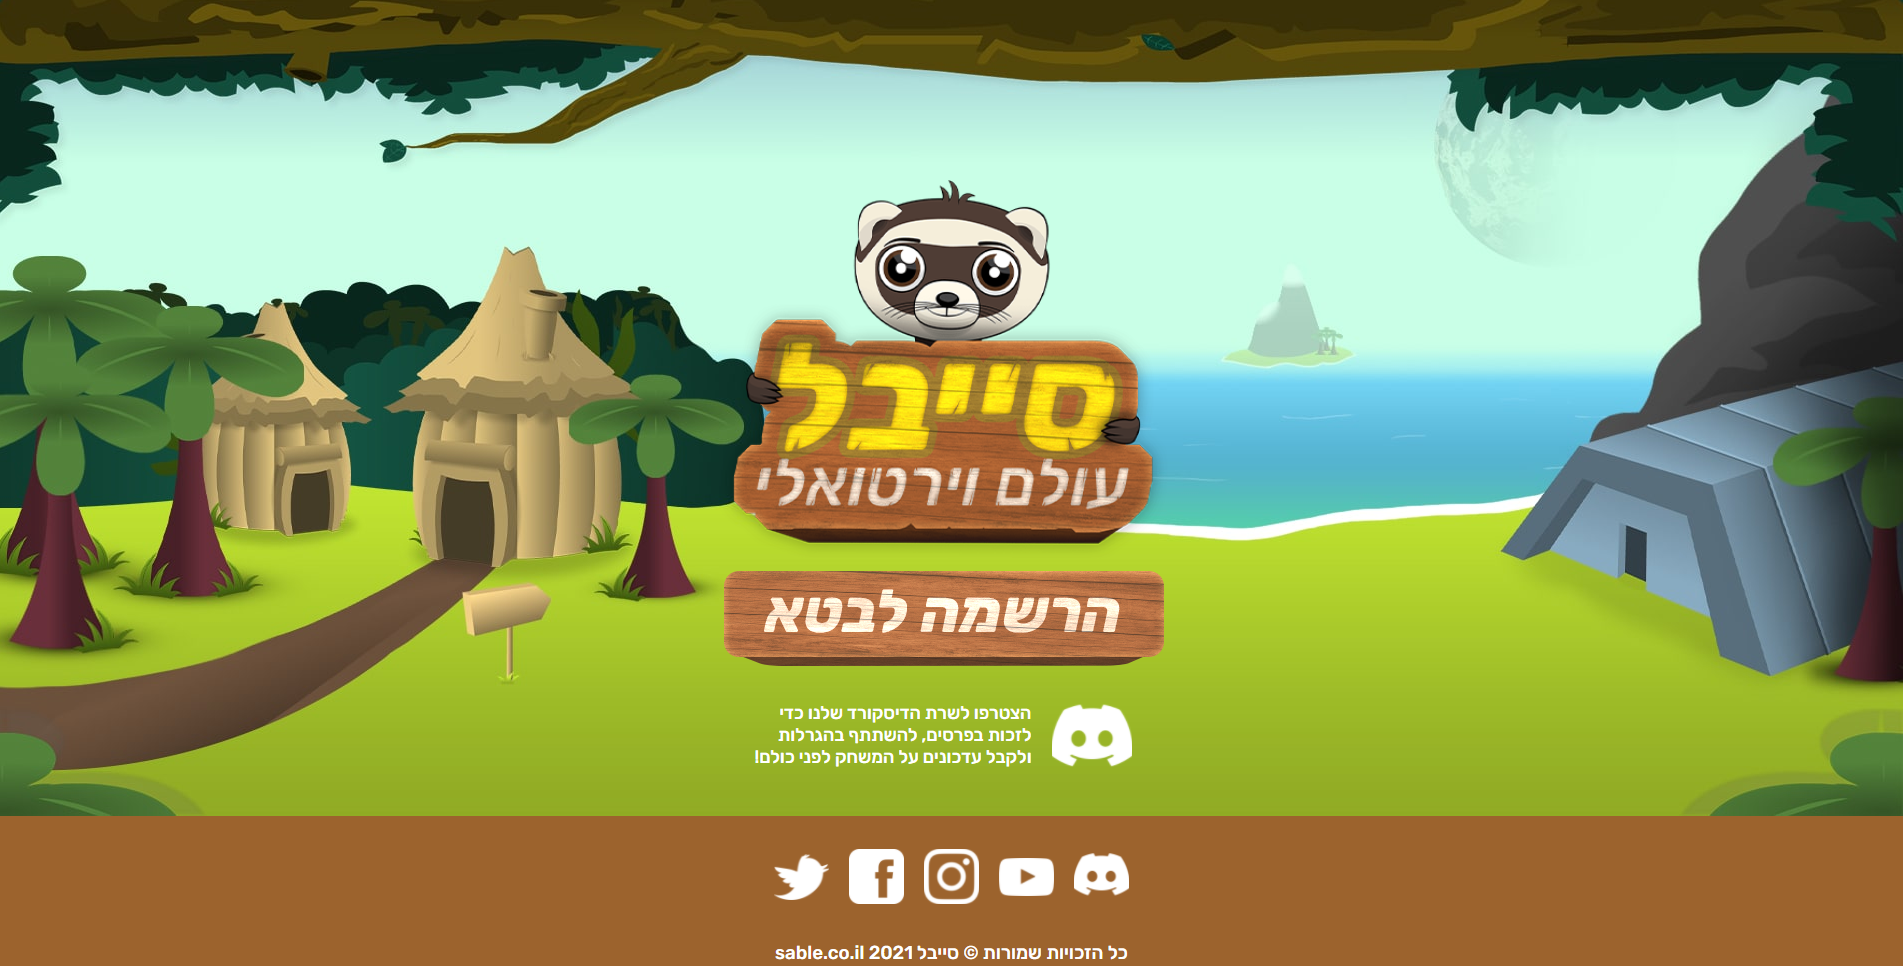 סייבל
עולם וירטואלי
הרשמה לבטא
הצטרפו לשרת הדיסקורד שלנו כדי
לזכות בפרסים, להשתתף בהגרלות
ולקבל עדכונים על המשחק לפני כולם!
כל הזכויות שמורות © סייבל 2021 sable.co.il